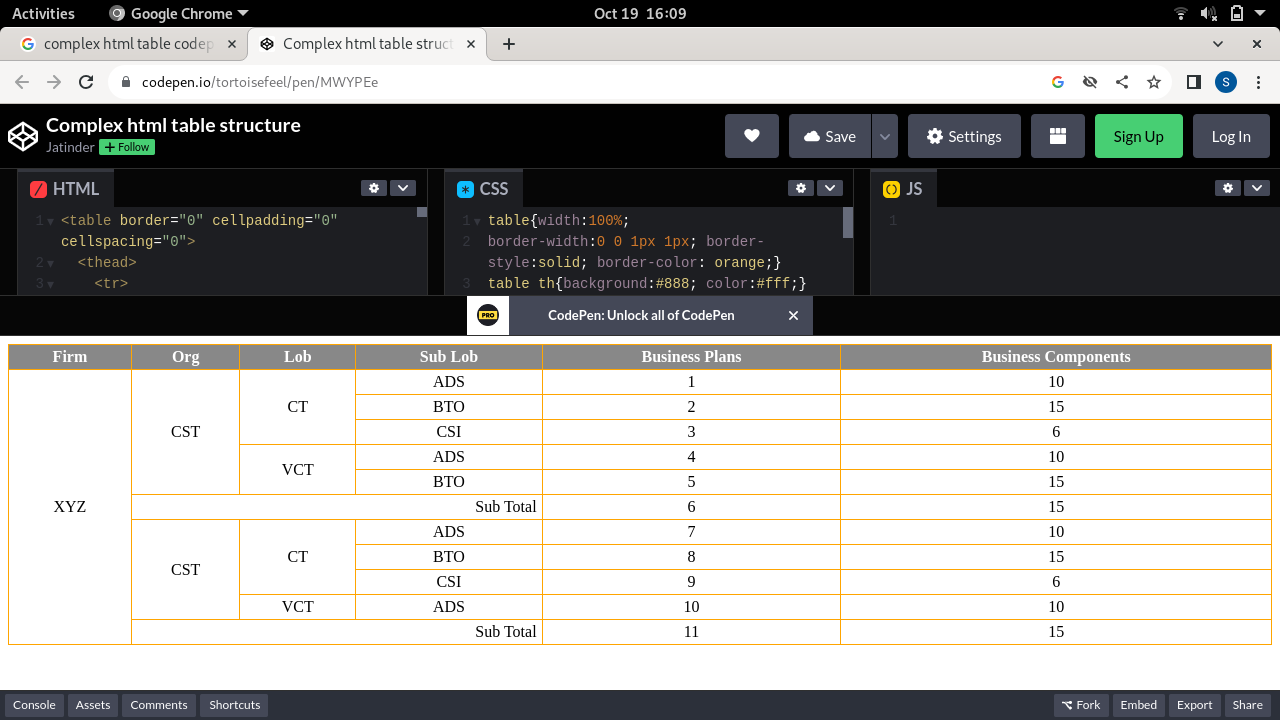 Activities Google Chrome Oct 19 16:09
complex html table codep Complex html table struct
codepen.io/tortoisefeel/pen/MWYPEe S
Complex html table structure
Jatinder + Follow
Save Settings Sign Up Log In
HTML CSS JS
1 <table border="0" cellpadding="0"
cellspacing="0">
2 <thead>
3 <tr>
1 table{width:100%;
2 border-width:0 0 1px 1px; border-
style:solid; border-color: orange;}
3 table th{background:#888; color:#fff;}
1
PRO CodePen: Unlock all of CodePen
Firm Org Lob Sub Lob Business Plans Business Components
XYZ CST CT ADS 1 10
BTO 2 15
CSI 3 6
VCT ADS 4 10
BTO 5 15
Sub Total 6 15
CST CT ADS 7 10
BTO 8 15
CSI 9 6
VCT ADS 10 10
Sub Total 11 15
Console Assets Comments Shortcuts Fork Embed Export Share